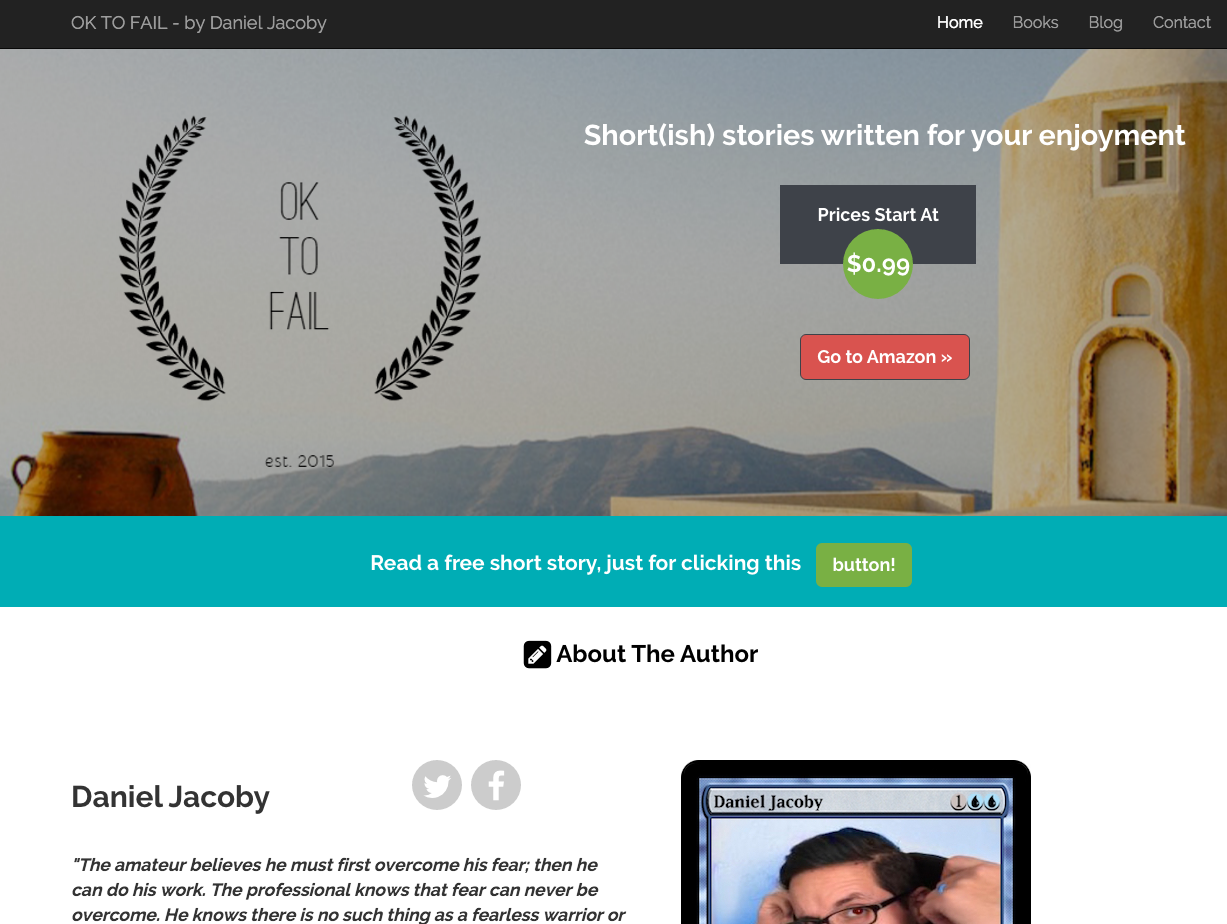 OK TO FAIL - by Daniel Jacoby
Home Books Blog Contact
OK
TO
FAIL
est. 2015
Short(ish) stories written for your enjoyment
Prices Start At
$0.99
Go to Amazon »
Read a free short story, just for clicking this button!
About The Author
Daniel Jacoby
"The amateur believes he must first overcome his fear; then he
can do his work. The professional knows that fear can never be
overcome. He knows there is no such thing as a fearless warrior or
Daniel Jacoby 1